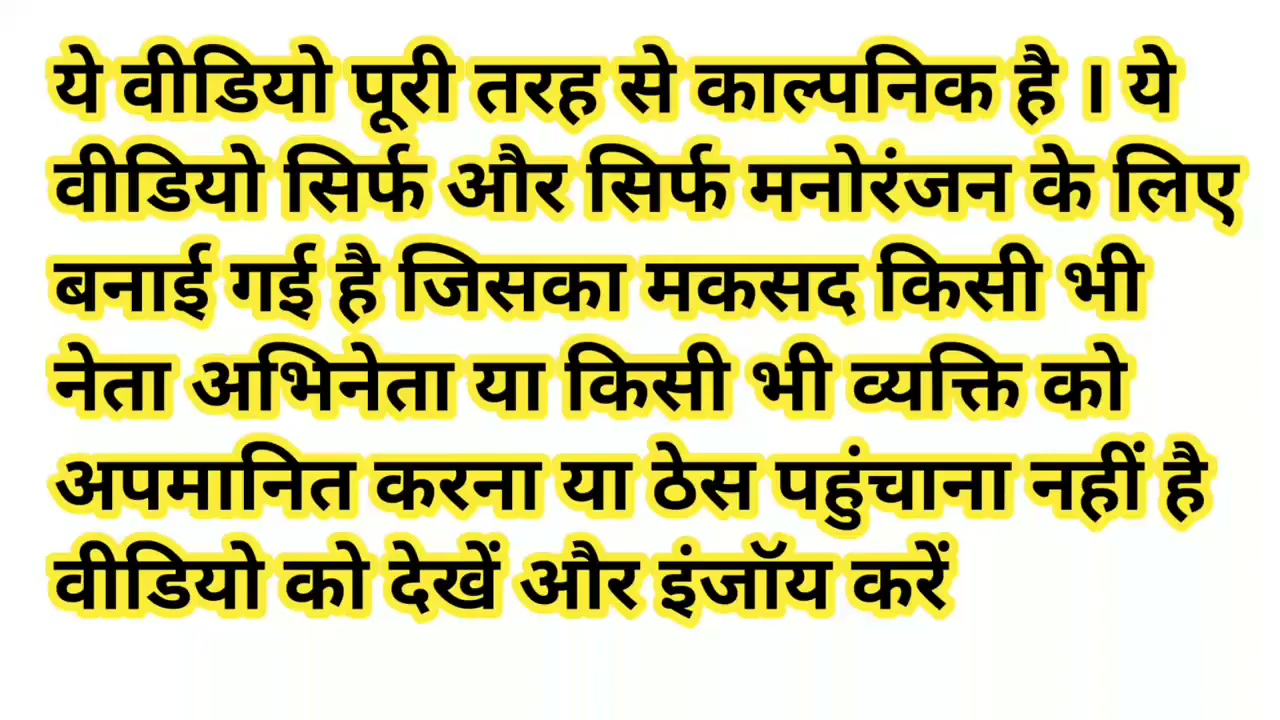 ये वीडियो पूरी तरह से काल्पनिक है । ये
वीडियो सिर्फ और सिर्फ मनोरंजन के लिए
बनाई गई है जिसका मकसद किसी भी
नेता अभिनेता या किसी भी व्यक्ति को
अपमानित करना या ठेस पहुंचाना नहीं है
वीडियो को देखें और इंजॉय करें